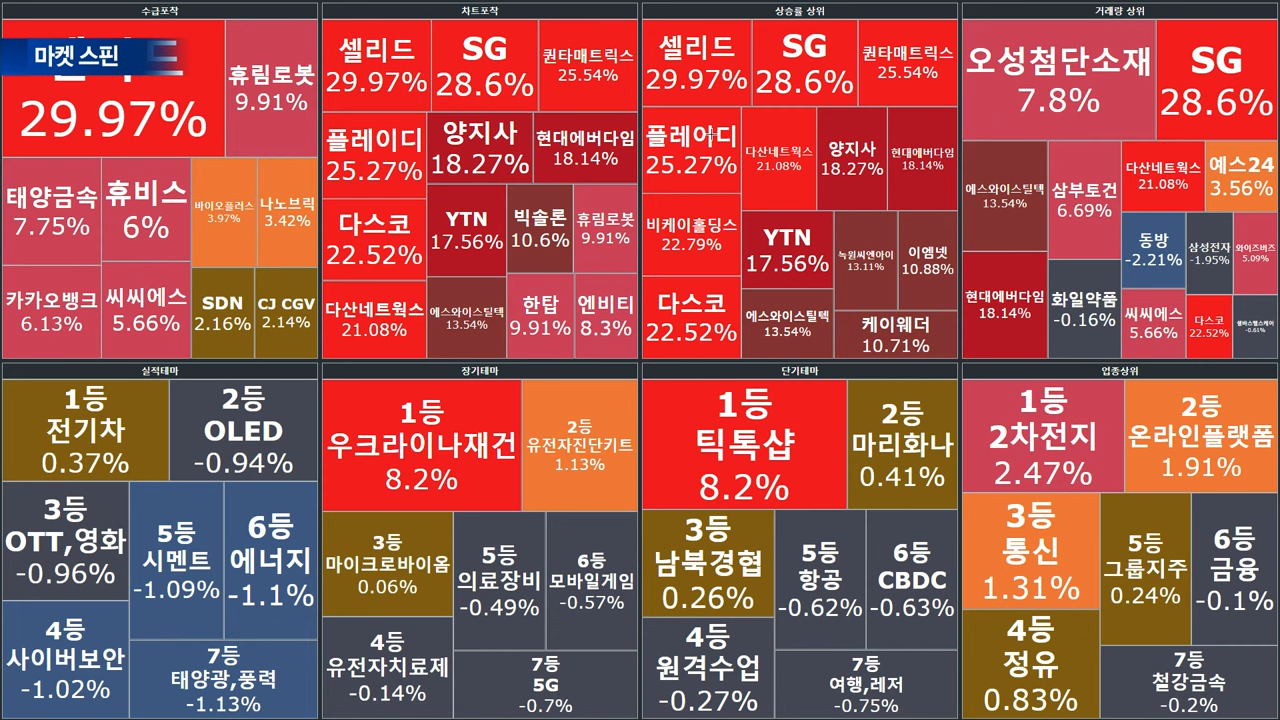 수급포착
차트포착
상승률 상위
거래량 상위
마켓 스핀
29.97%
휴림로봇
9.91%
태양금속
7.75%
휴비스
6%
바이오플러스
3.97%
나노브릭
3.42%
카카오뱅크
6.13%
씨씨에스
5.66%
SDN
2.16%
CJ CGV
2.14%
셀리드
29.97%
SG
28.6%
퀀타매트릭스
25.54%
플레이디
25.27%
양지사
18.27%
현대에버다임
18.14%
다스코
22.52%
YTN
17.56%
빅솔론
10.6%
휴림로봇
9.91%
다산네트웍스
21.08%
에스와이스틸텍
13.54%
한탑
9.91%
엔비티
8.3%
셀리드
29.97%
SG
28.6%
퀀타매트릭스
25.54%
플레이디
25.27%
다산네트웍스
21.08%
양지사
18.27%
현대에버다임
18.14%
비케이홀딩스
22.79%
YTN
17.56%
녹원씨엔아이
13.11%
이엠넷
10.88%
다스코
22.52%
에스와이스틸텍
13.54%
케이웨더
10.71%
오성첨단소재
7.8%
SG
28.6%
에스와이스틸텍
13.54%
삼부토건
6.69%
다산네트웍스
21.08%
예스24
3.56%
동방
-2.21%
삼성전자
-1.95%
와이즈버즈
5.09%
현대에버다임
18.14%
화일약품
-0.16%
씨씨에스
5.66%
다스코
22.52%
셀바스헬스케어
-0.61%
실적테마
장기테마
단기테마
업종상위
1등
전기차
0.37%
2등
OLED
-0.94%
3등
OTT,영화
-0.96%
5등
시멘트
-1.09%
6등
에너지
-1.1%
4등
사이버보안
-1.02%
7등
태양광,풍력
-1.13%
1등
우크라이나재건
8.2%
2등
유전자진단키트
1.13%
3등
마이크로바이옴
0.06%
5등
의료장비
-0.49%
6등
모바일게임
-0.57%
4등
유전자치료제
-0.14%
7등
5G
-0.7%
1등
틱톡샵
8.2%
2등
마리화나
0.41%
3등
남북경협
0.26%
5등
항공
-0.62%
6등
CBDC
-0.63%
4등
원격수업
-0.27%
7등
여행,레저
-0.75%
1등
2차전지
2.47%
2등
온라인플랫폼
1.91%
3등
통신
1.31%
5등
그룹지주
0.24%
6등
금융
-0.1%
4등
정유
0.83%
7등
철강금속
-0.2%